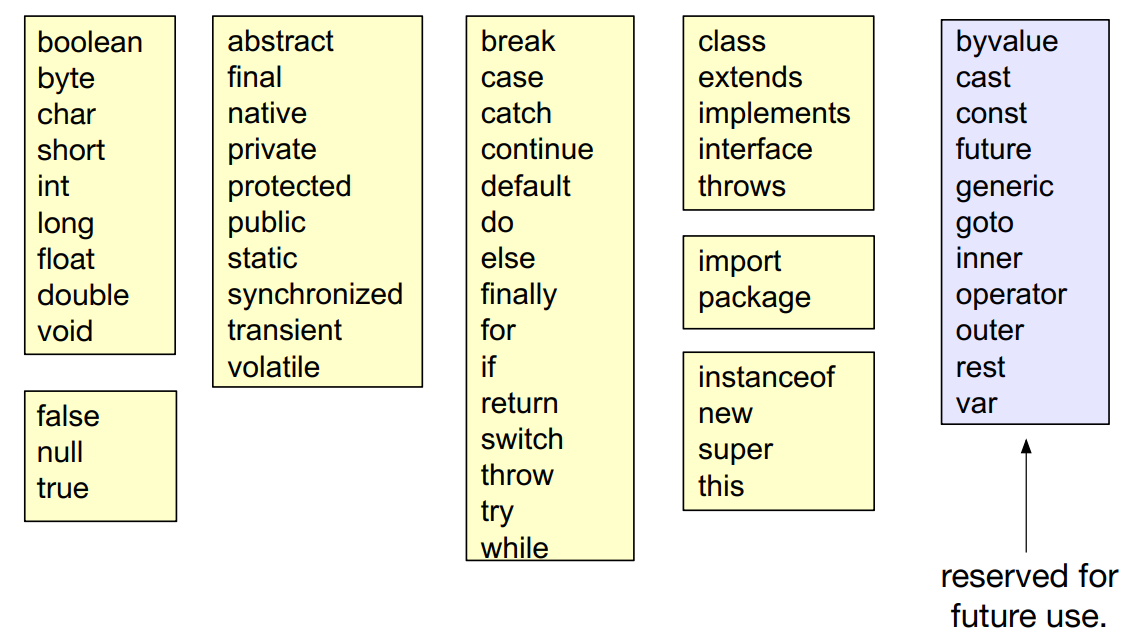 boolean
byte
char
short
int
long
float
double
void
false
null
true
abstract
final
native
private
protected
public
static
synchronized
transient
volatile
break
case
catch
continue
default
do
else
finally
for
if
return
switch
throw
try
while
class
extends
implements
interface
throws
import
package
instanceof
new
super
this
byvalue
cast
const
future
generic
goto
inner
operator
outer
rest
var
reserved for
future use.